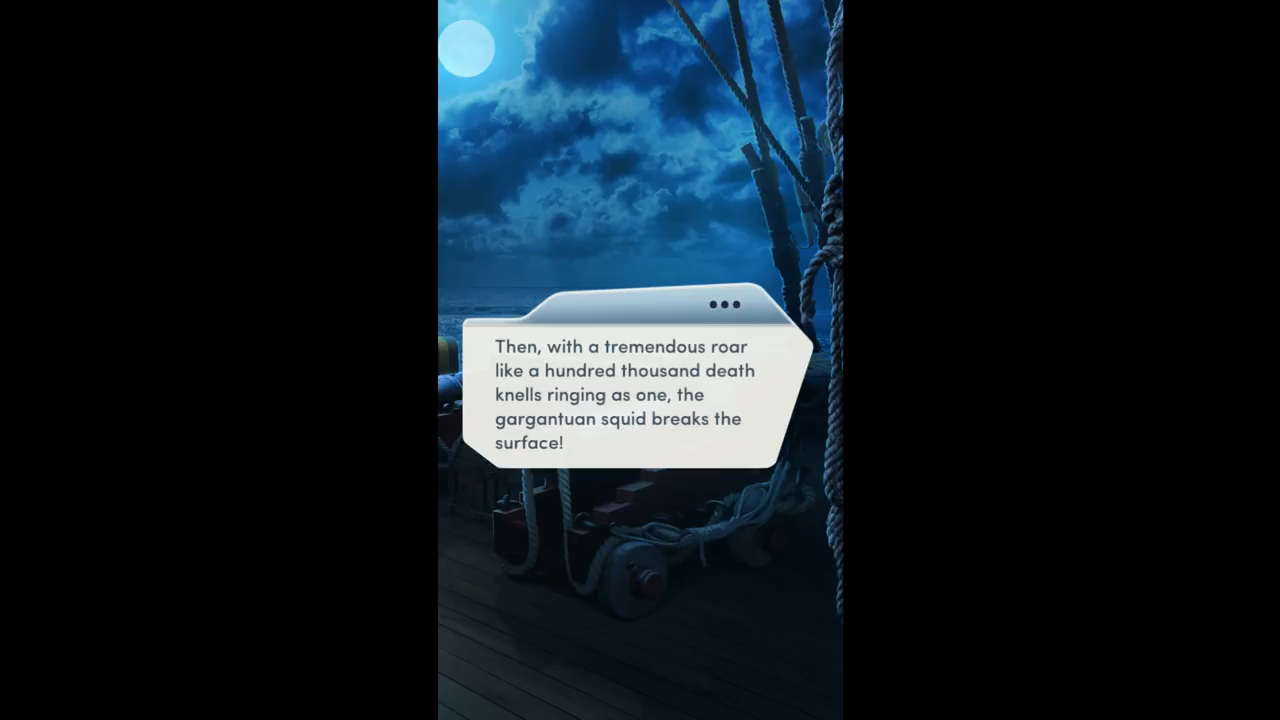 Then, with a tremendous roar
like a hundred thousand death
knells ringing as one, the
gargantuan squid breaks the
surface!